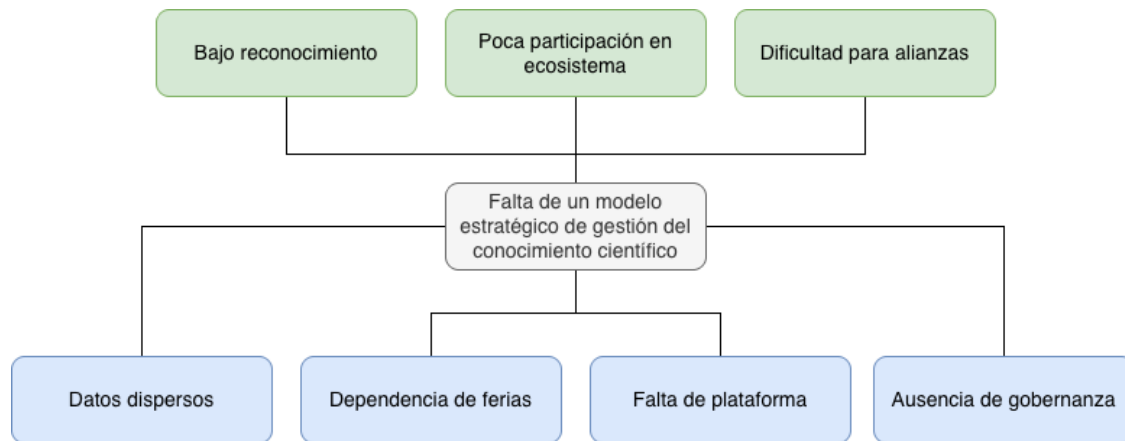 Bajo reconocimiento
Poca participación en
ecosistema
Dificultad para alianzas
Falta de un modelo
estratégico de gestión del
conocimiento científico
Datos dispersos
Dependencia de ferias
Falta de plataforma
Ausencia de gobernanza